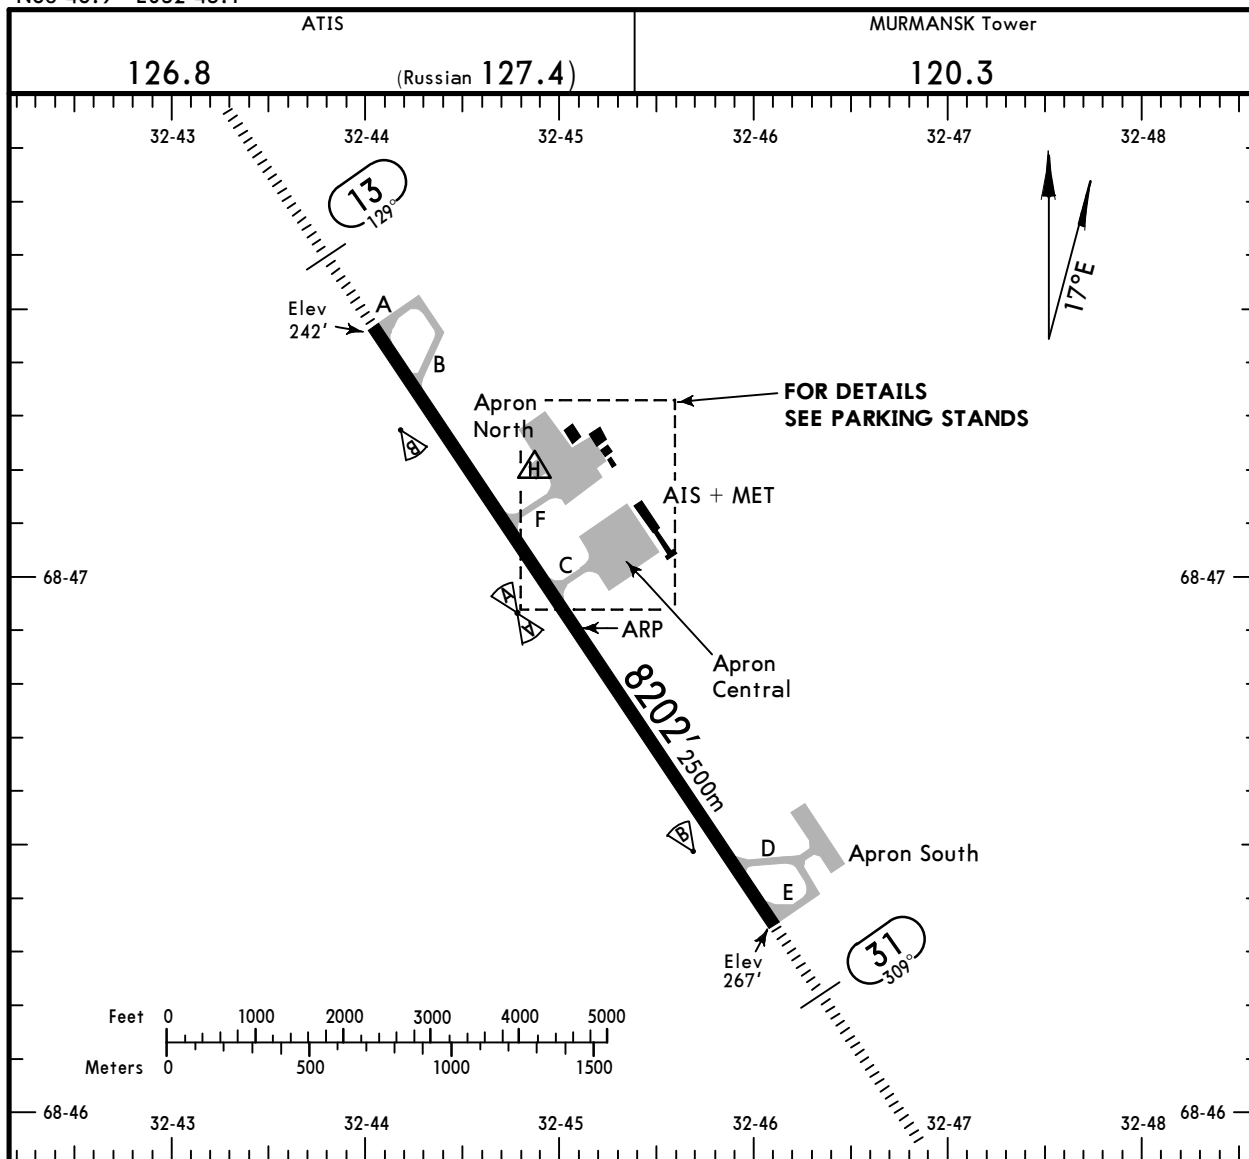 ATIS
MURMANSK Tower
126.8
(Russian 127.4)
120.3
32-43
32-44
32-45
32-46
32-47
32-48
13
129°
17°E
Elev
242'
A
B
Apron
North
FOR DETAILS
SEE PARKING STANDS
B
H
AIS + MET
F
C
68-47
68-47
A
A
ARP
Apron
Central
8202'
2500m
B
D
Apron South
E
31
309°
Elev
267'
Feet 0 1000 2000 3000 4000 5000
Meters 0 500 1000 1500
68-46
68-46
32-43
32-44
32-45
32-46
32-47
32-48